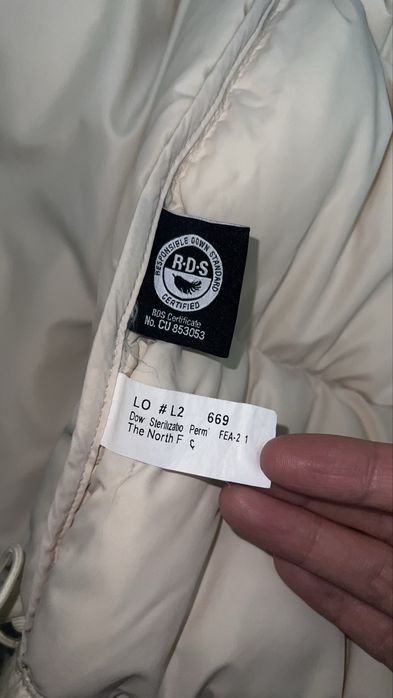 RESPONSIBLE DOWN STANDARD
R·D·S
CERTIFIED
RDS Certificate
No. CU 853053
LO # L2 669
Dow Sterilizatio Perm FEA-2 1
The North F